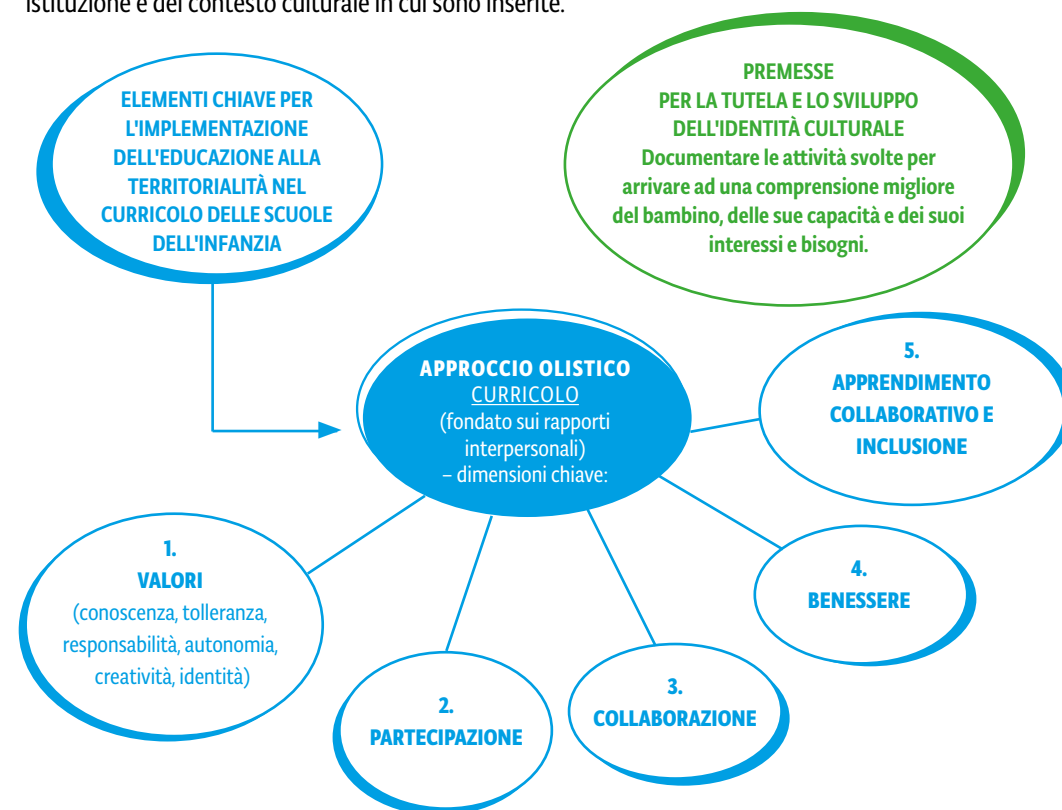 istituzione e del contesto culturale in cui sono inserite.
ELEMENTI CHIAVE PER
L'IMPLEMENTAZIONE
DELL'EDUCAZIONE ALLA
TERRITORIALITÀ NEL
CURRICOLO DELLE SCUOLE
DELL'INFANZIA
PREMESSE
PER LA TUTELA E LO SVILUPPO
DELL'IDENTITÀ CULTURALE
Documentare le attività svolte per
arrivare ad una comprensione migliore
del bambino, delle sue capacità e dei suoi
interessi e bisogni.
APPROCCIO OLISTICO
CURRICOLO
(fondato sui rapporti
interpersonali)
– dimensioni chiave:
1.
VALORI
(conoscenza, tolleranza,
responsabilità, autonomia,
creatività, identità)
2.
PARTECIPAZIONE
3.
COLLABORAZIONE
4.
BENESSERE
5.
APPRENDIMENTO
COLLABORATIVO E
INCLUSIONE